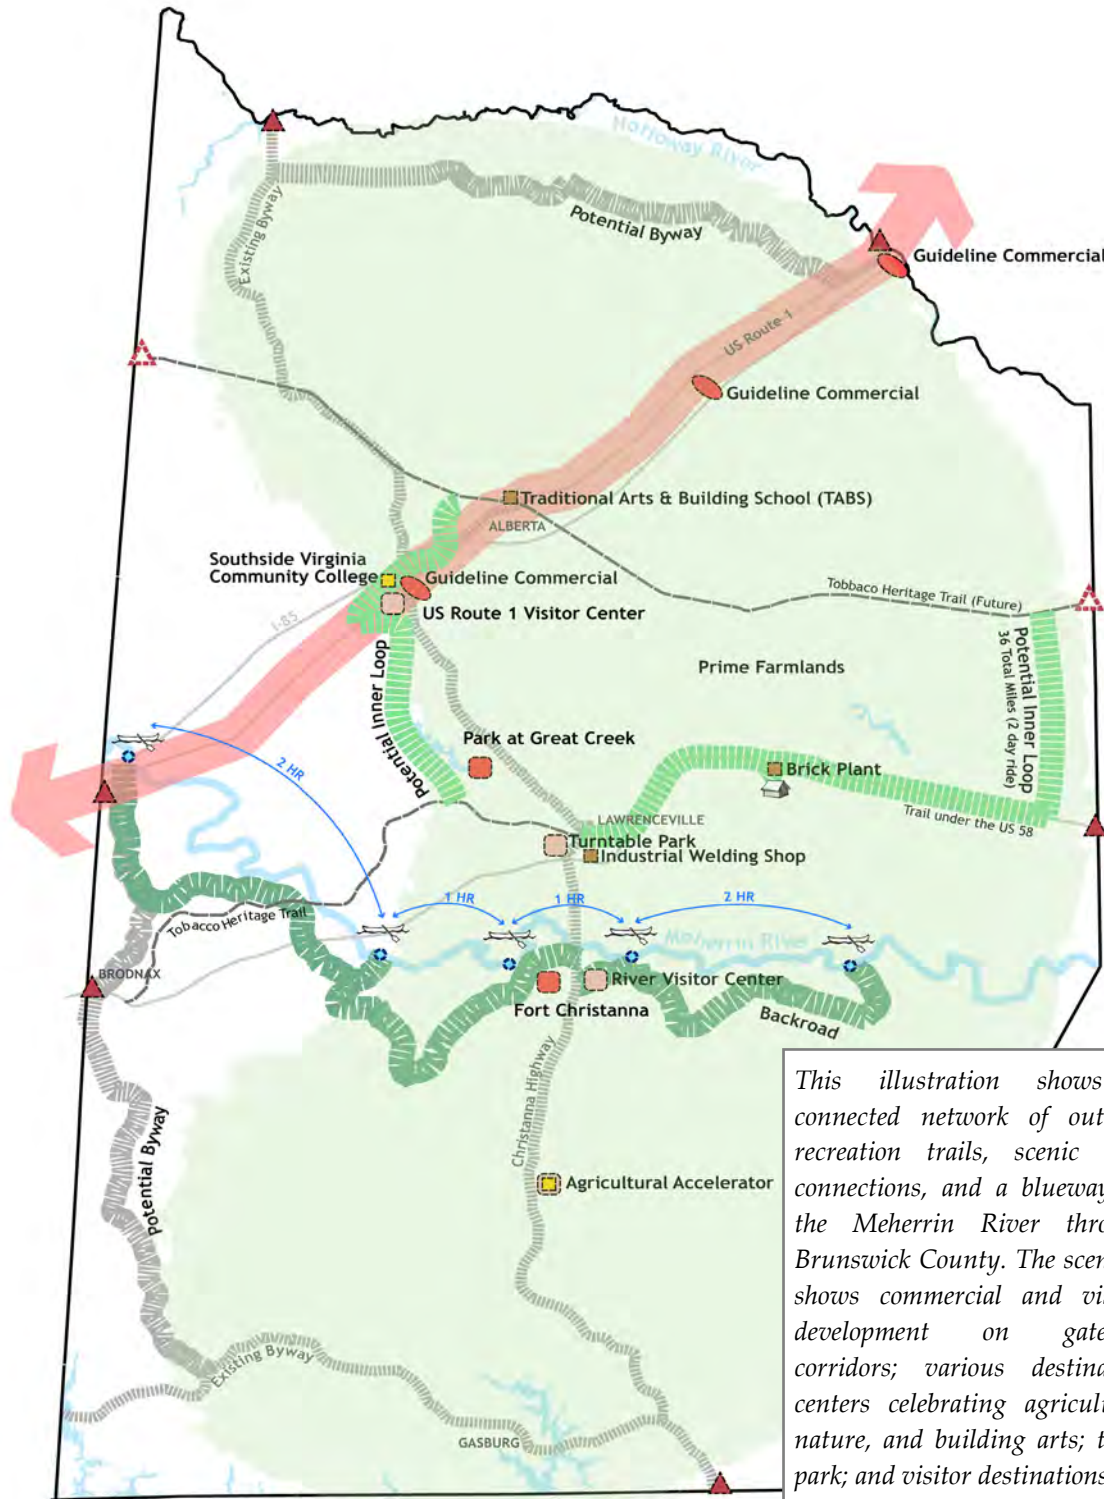 Nottoway River
Potential Byway
Existing Byway
Guideline Commercial
US Route-1
Guideline Commercial
Traditional Arts & Building School (TABS)
ALBERTA
Southside Virginia
Community College
Guideline Commercial
US Route 1 Visitor Center
I-85
Tobbaco Heritage Trail (Future)
Potential Inner Loop
36 Total Miles (2 day ride)
Prime Farmlands
Potential Inner Loop
Park at Great Creek
2 HR
Brick Plant
Trail under the US 58
LAWRENCEVILLE
Turntable Park
Industrial Welding Shop
1 HR
1 HR
2 HR
Tobacco Heritage Trail
Meherrin River
BRODNAX
River Visitor Center
Fort Christanna
Backroad
Christanna Highway
Potential Byway
Agricultural Accelerator
Existing Byway
GASBURG
This illustration shows
connected network of out
recreation trails, scenic
connections, and a blueway
the Meherrin River thro
Brunswick County. The scen
shows commercial and vi
development on gate
corridors; various destina
centers celebrating agricul
nature, and building arts; t
park; and visitor destinations